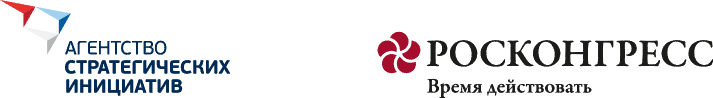 АГЕНТСТВО
СТРАТЕГИЧЕСКИХ
ИНИЦИАТИВ
РОСКОНГРЕСС
Время действовать